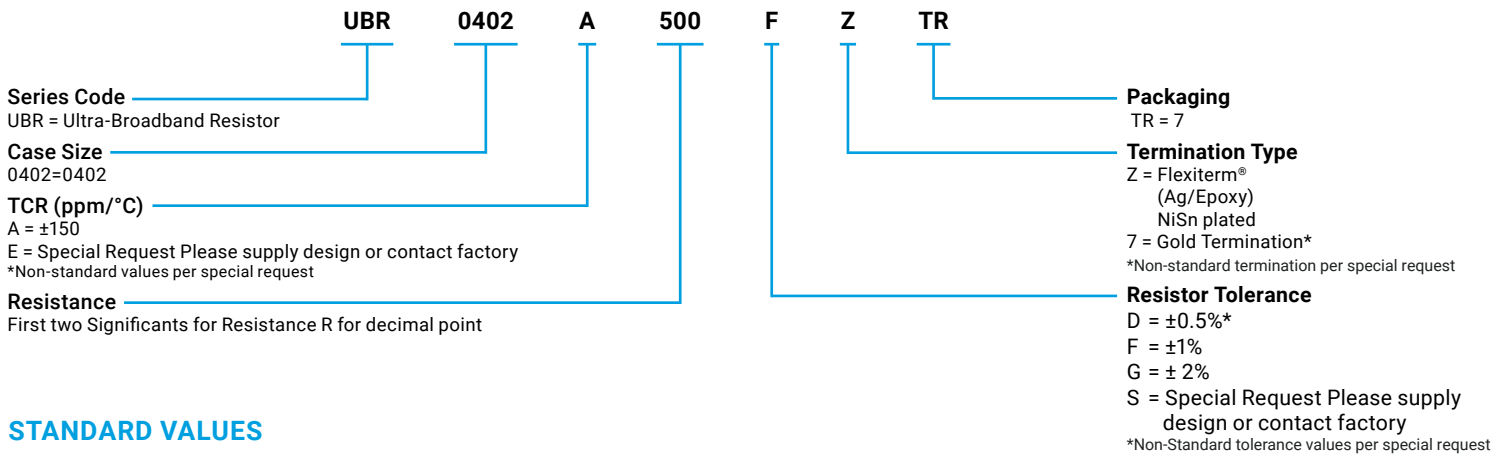 UBR 0402 A 500 F Z TR
Series Code
UBR = Ultra-Broadband Resistor
Case Size
0402=0402
TCR (ppm/°C)
A = ±150
E = Special Request Please supply design or contact factory
*Non-standard values per special request
Resistance
First two Significants for Resistance R for decimal point
Packaging
TR = 7
Termination Type
Z = Flexiterm®
(Ag/Epoxy)
NiSn plated
7 = Gold Termination*
*Non-standard termination per special request
Resistor Tolerance
D = ±0.5%*
F = ±1%
G = ± 2%
S = Special Request Please supply
design or contact factory
*Non-Standard tolerance values per special request
STANDARD VALUES